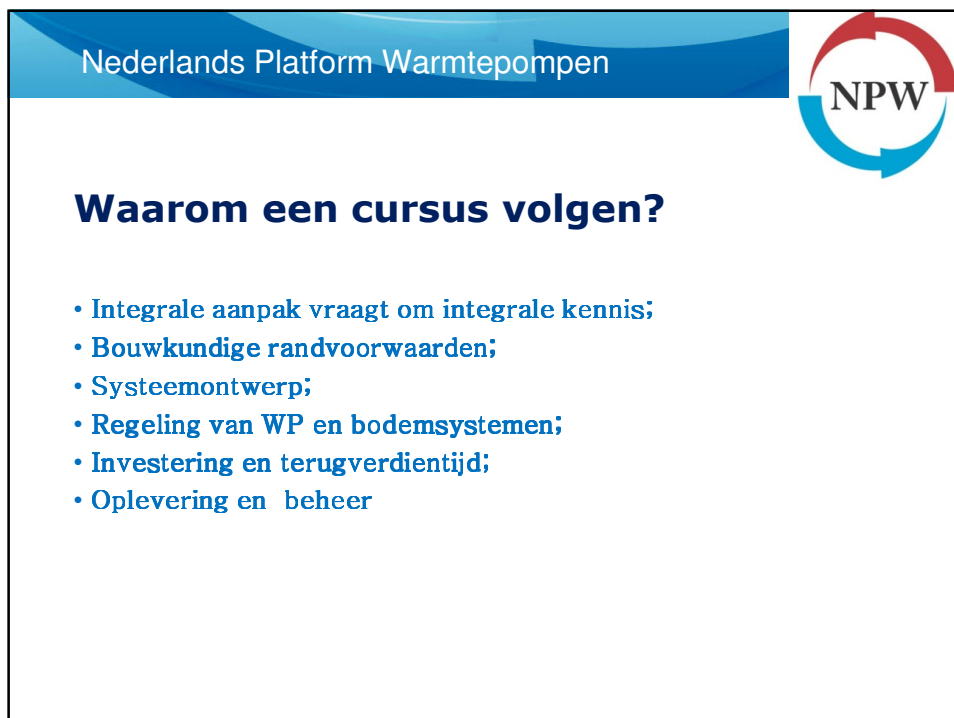 Nederlands Platform Warmtepompen
NPW
Waarom een cursus volgen?
• Integrale aanpak vraagt om integrale kennis;
• Bouwkundige randvoorwaarden;
• Systeemontwerp;
• Regeling van WP en bodemsystemen;
• Investering en terugverdientijd;
• Oplevering en  beheer